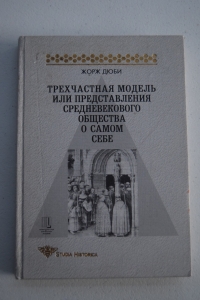 ЖОРЖ ДЮБИ
ТРЕХЧАСТНАЯ МОДЕЛЬ
ИЛИ ПРЕДСТАВЛЕНИЯ
СРЕДНЕВЕКОВОГО
ОБЩЕСТВА
О САМОМ
СЕБЕ